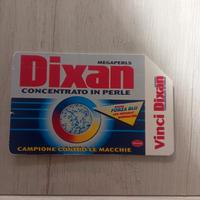 MEGAPERLS
Dixan
CONCENTRATO IN PERLE
FORZA BLU
CAMPIONE CONTRO LE MACCHIE
Vinci Dixan